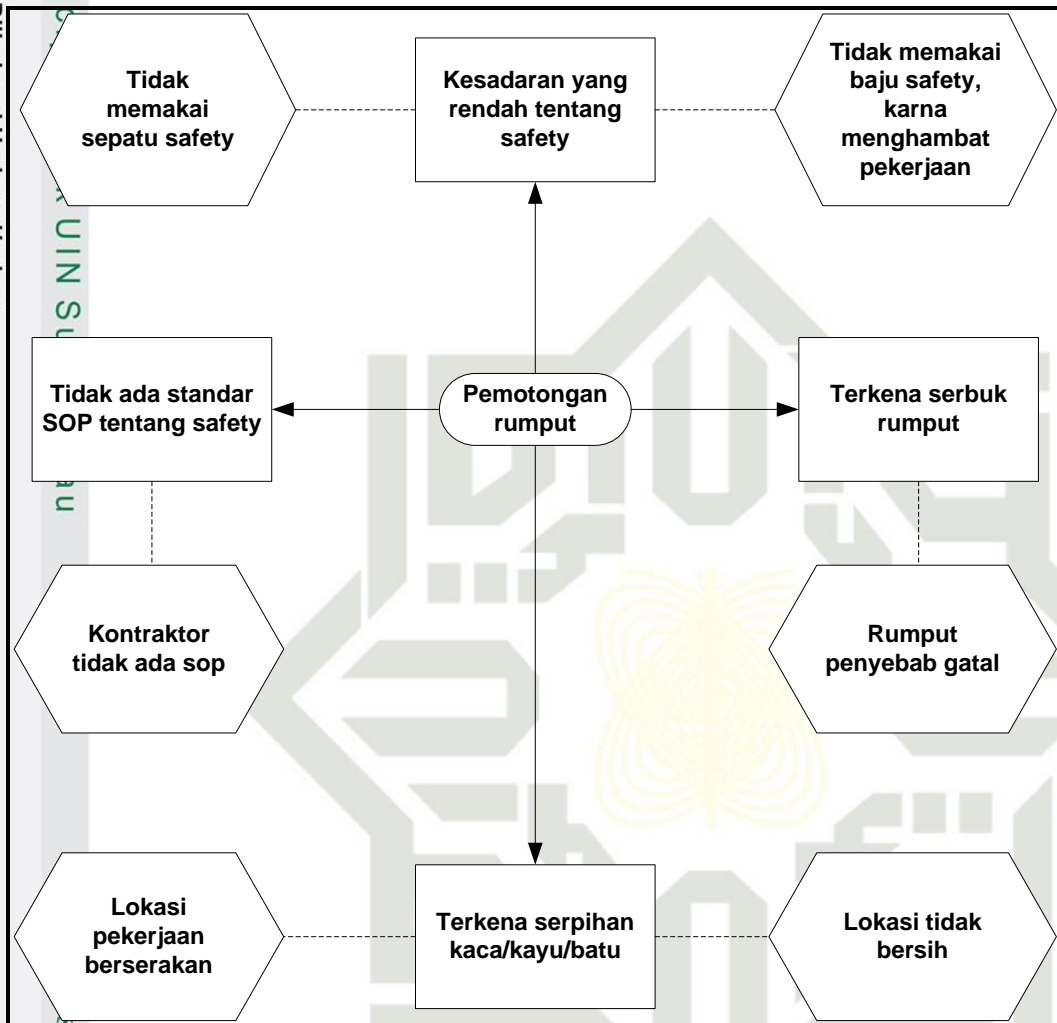 Tidak
memakai
sepatu safety
Kesadaran yang
rendah tentang
safety
Tidak memakai
baju safety,
karna
menghambat
pekerjaan
Tidak ada standar
SOP tentang safety
Pemotongan
rumput
Terkena serbuk
rumput
Kontraktor
tidak ada sop
Rumput
penyebab gatal
Lokasi
pekerjaan
berserakan
Terkena serpihan
kaca/kayu/batu
Lokasi tidak
bersih
UIN